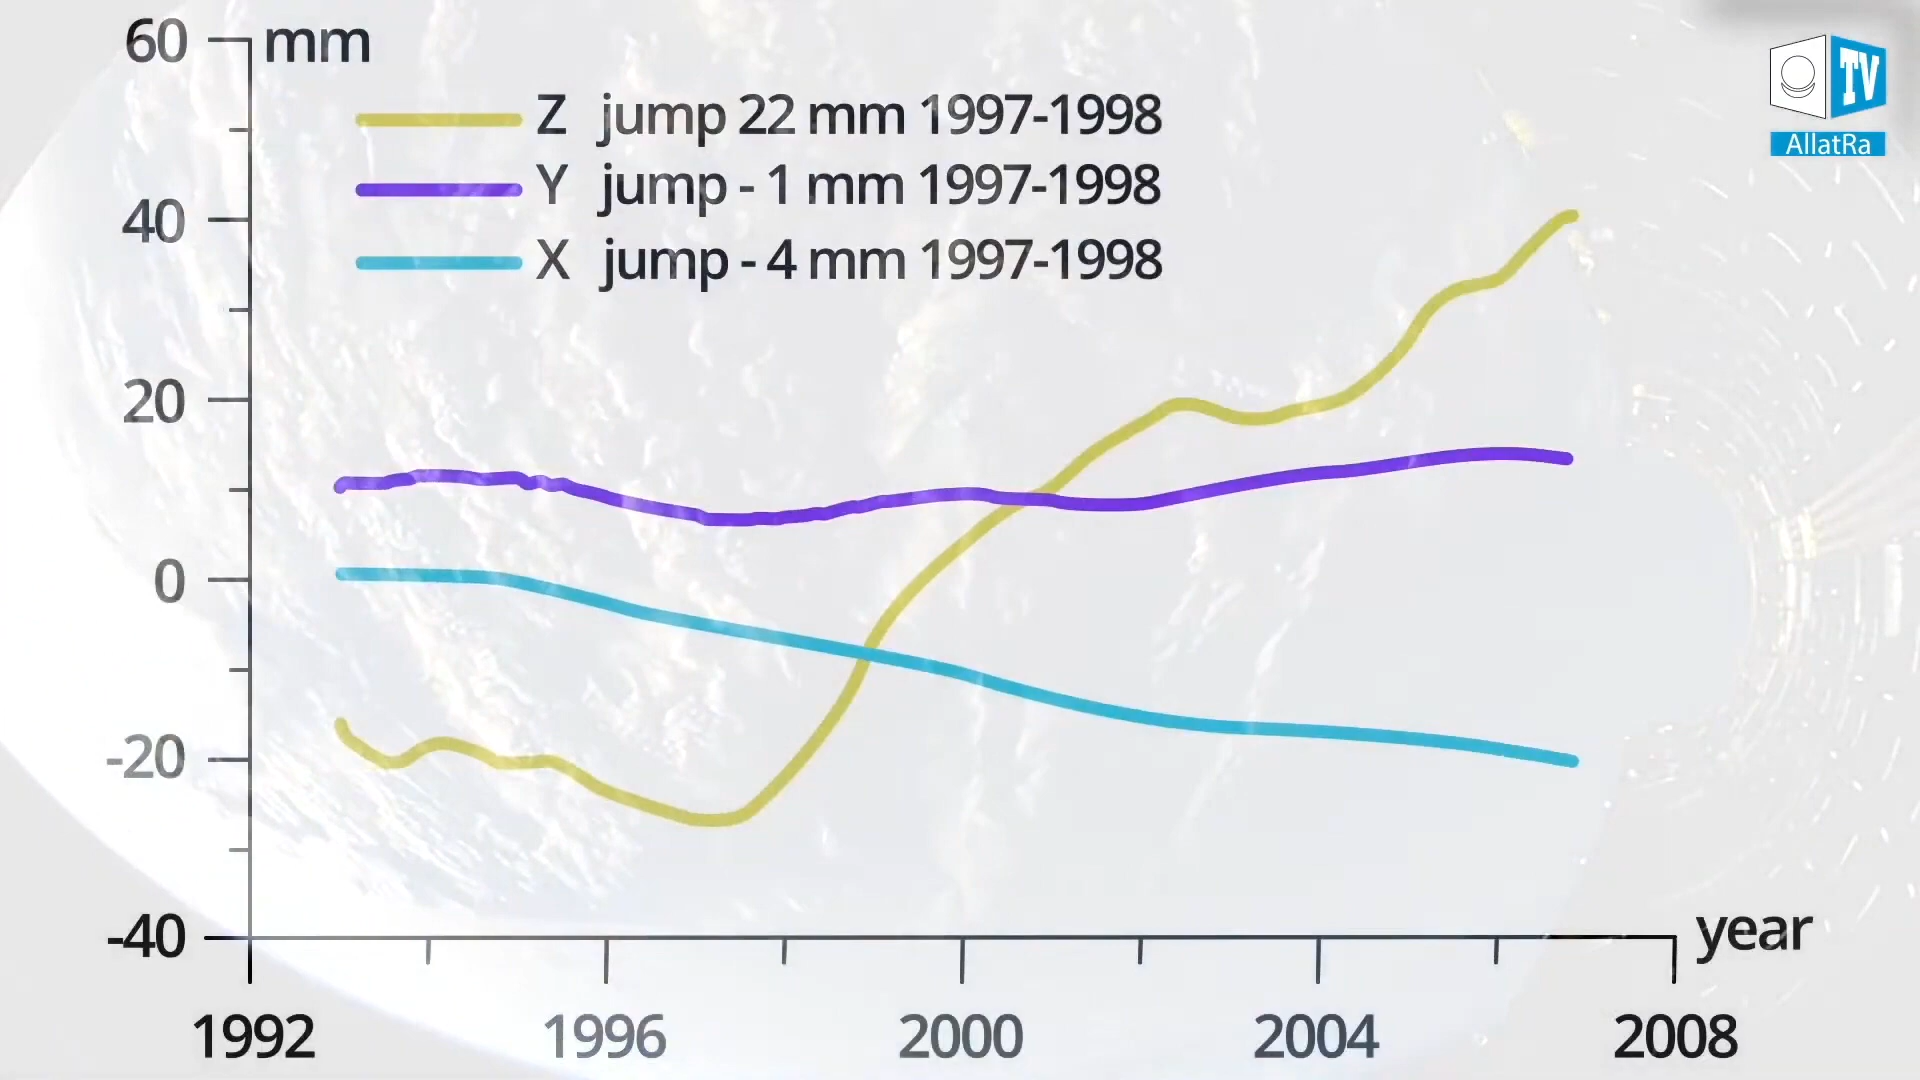 60 mm
Z jump 22 mm 1997-1998
Y jump - 1 mm 1997-1998
X jump - 4 mm 1997-1998
TV
AllatRa
40
20
0
-20
-40
year
1992 1996 2000 2004 2008